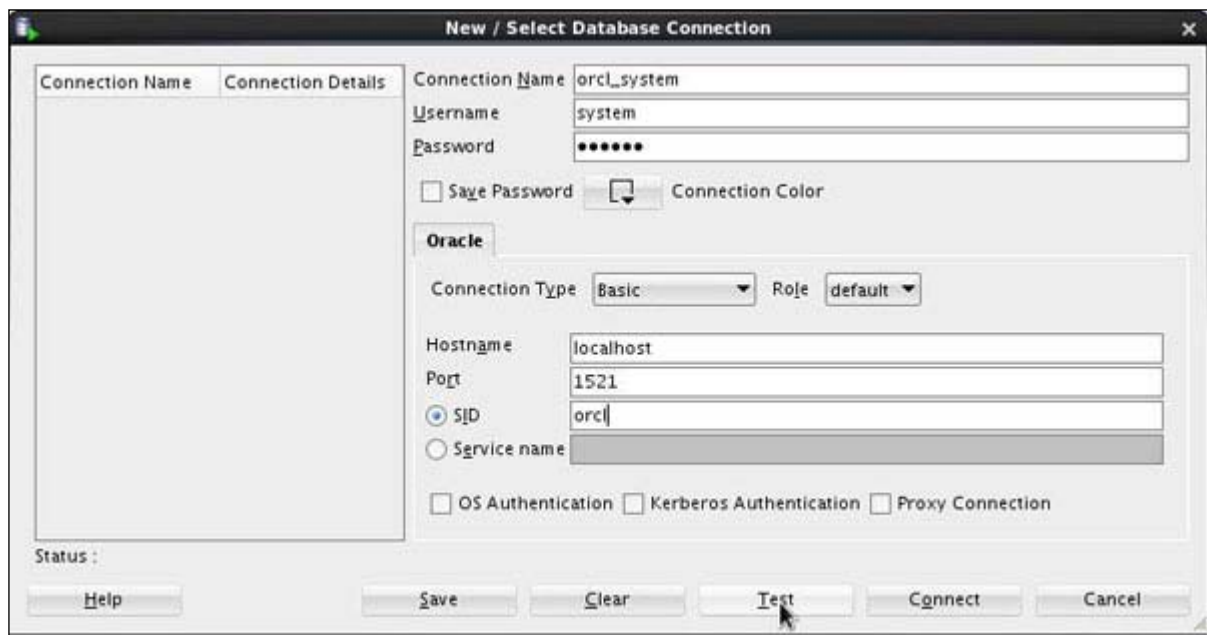 New / Select Database Connection
Connection Name Connection Details
Connection Name orcl_system
Username system
Password ••••••
Save Password Connection Color
Oracle
Connection Type Basic Role default
Hostname localhost
Port 1521
SID orcl
Service name
OS Authentication Kerberos Authentication Proxy Connection
Status :
Help Save Clear Test Connect Cancel